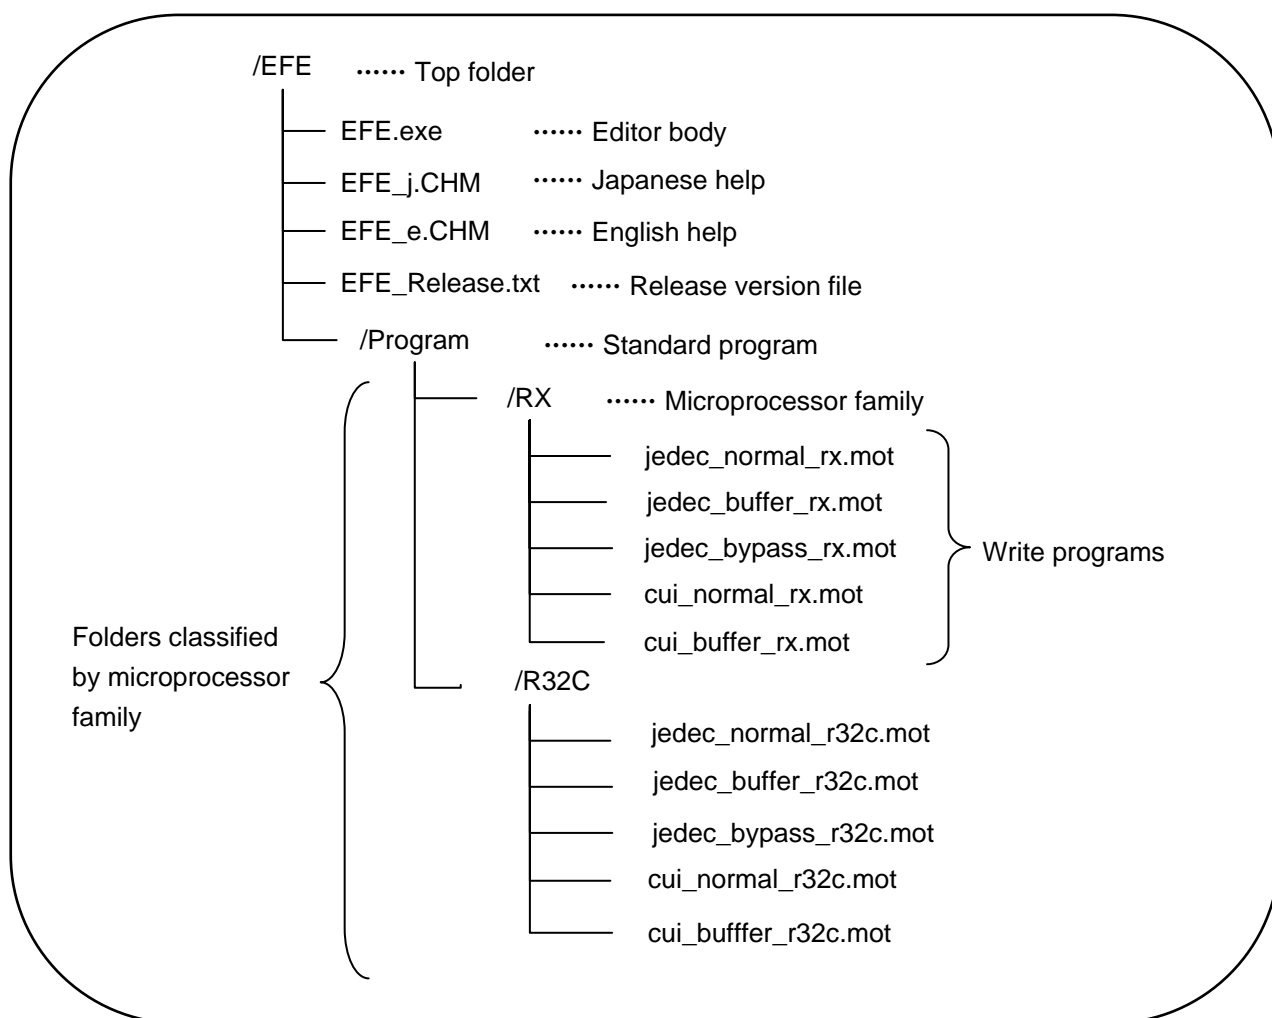 /EFE ...... Top folder
EFE.exe ...... Editor body
EFE_j.CHM ...... Japanese help
EFE_e.CHM ...... English help
EFE_Release.txt ...... Release version file
/Program ...... Standard program
/RX ...... Microprocessor family
jedec_normal_rx.mot
jedec_buffer_rx.mot
jedec_bypass_rx.mot
cui_normal_rx.mot
cui_buffer_rx.mot
Write programs
Folders classified
by microprocessor
family
/R32C
jedec_normal_r32c.mot
jedec_buffer_r32c.mot
jedec_bypass_r32c.mot
cui_normal_r32c.mot
cui_bufffer_r32c.mot